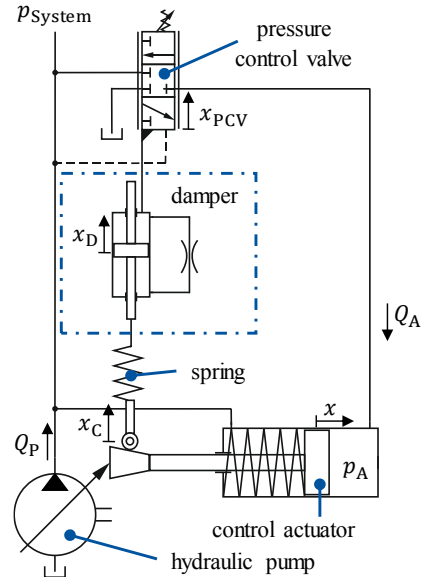 p_System
pressure
control valve
x_PCV
damper
x_D
Q_A
spring
x_C
x
Q_P
p_A
control actuator
hydraulic pump